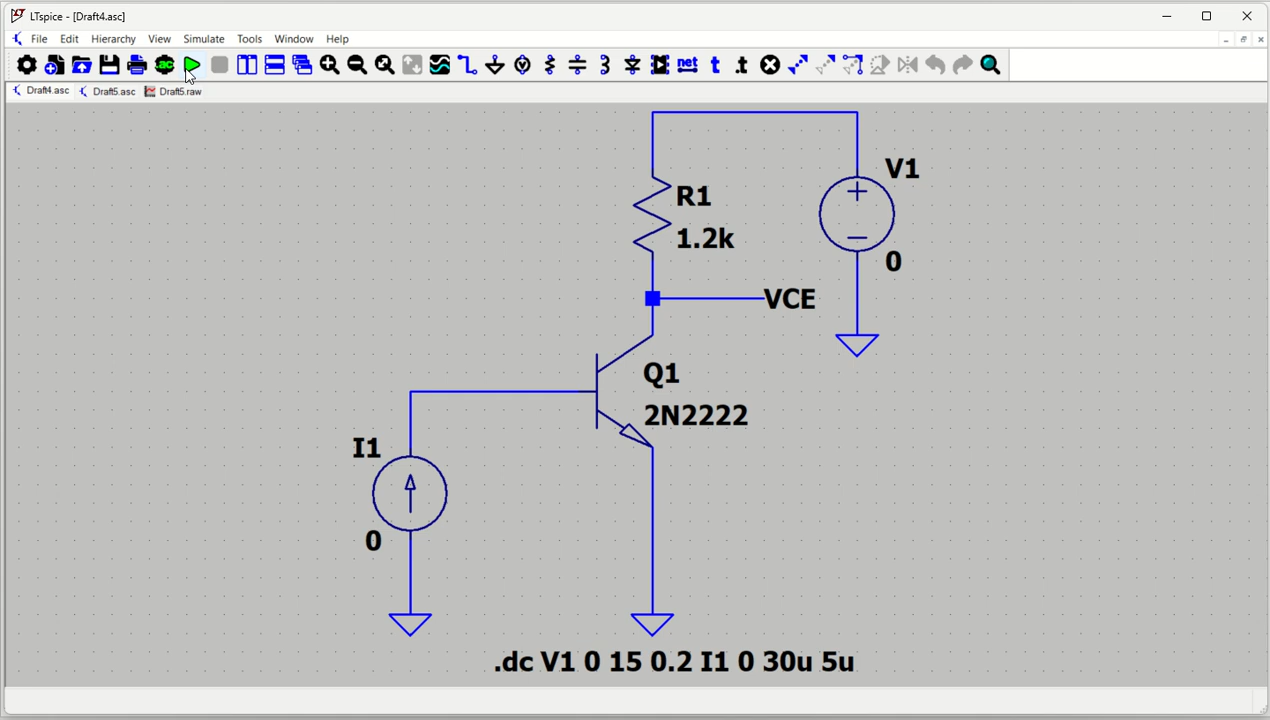 LTspice - [Draft4.asc]
File Edit Hierarchy View Simulate Tools Window Help
ac net t .t
Draft4.asc Draft5.asc Draft5.raw
V1
R1
1.2k
0
VCE
Q1
2N2222
I1
0
.dc V1 0 15 0.2 I1 0 30u 5u